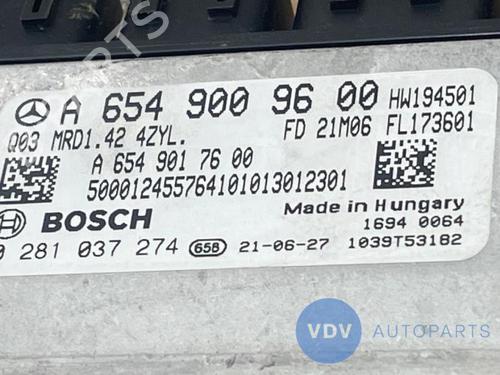 A 654 900 96 00 HW194501
Q03 MRD1.42 4ZYL. FD 21M06 FL173601
A 654 901 76 00
500012455764101013012301
BOSCH Made in Hungary
1694 0064
0 281 037 274 658 21-06-27 1039T53182
PARTS
VDV AUTOPARTS